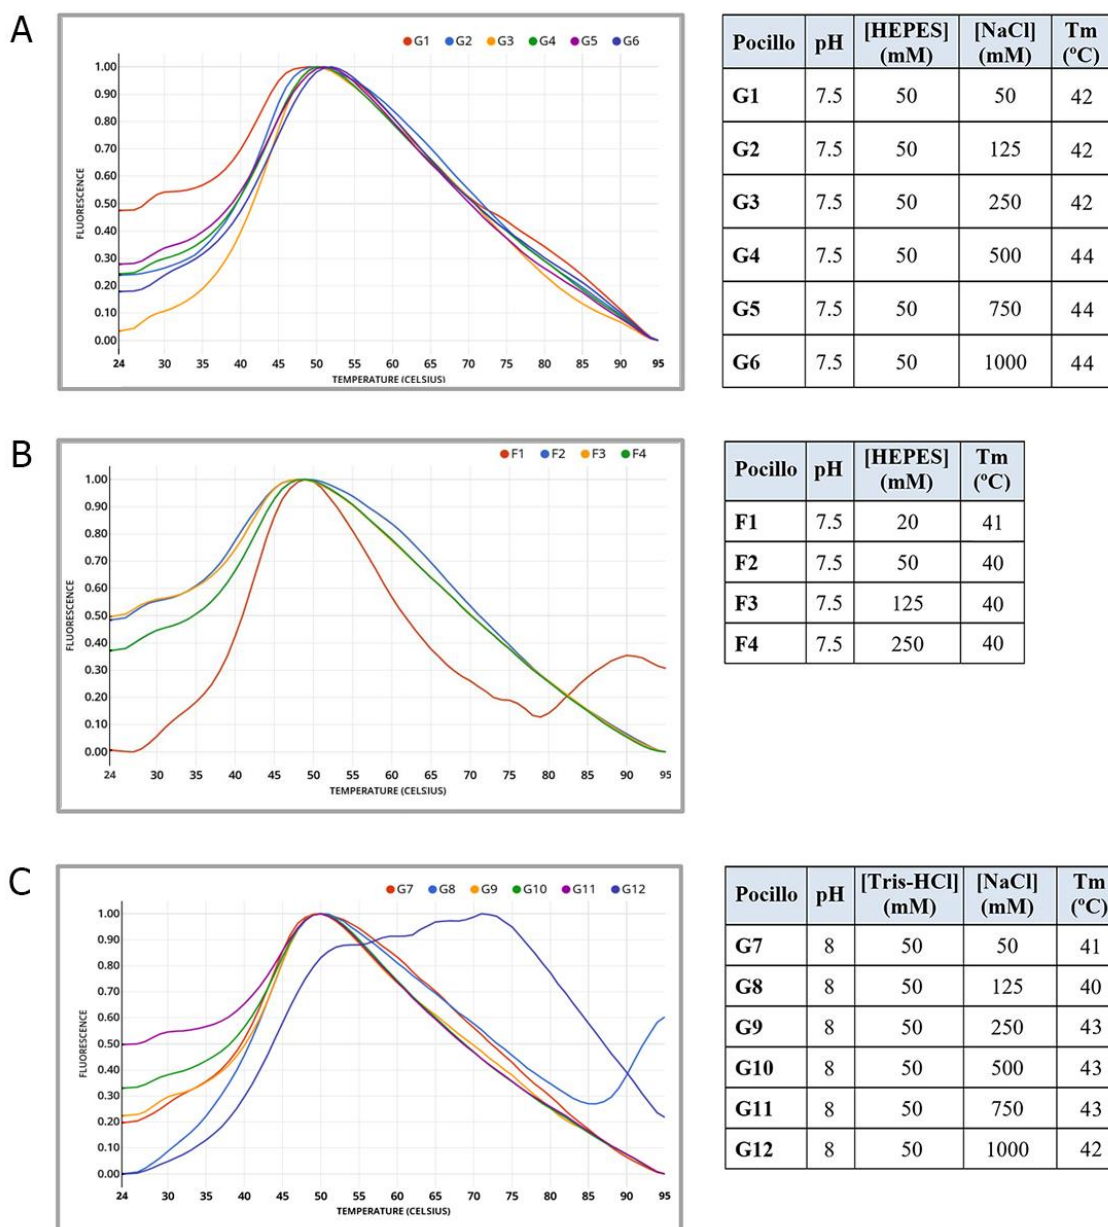 A
G1 G2 G3 G4 G5 G6
FLUORESCENCE
1.00
0.90
0.80
0.70
0.60
0.50
0.40
0.30
0.20
0.10
0.00
24 30 35 40 45 50 55 60 65 70 75 80 85 90 95
TEMPERATURE (CELSIUS)
Pocillo pH [HEPES] (mM) [NaCl] (mM) Tm (ºC)
G1 7.5 50 50 42
G2 7.5 50 125 42
G3 7.5 50 250 42
G4 7.5 50 500 44
G5 7.5 50 750 44
G6 7.5 50 1000 44
B
F1 F2 F3 F4
FLUORESCENCE
1.00
0.90
0.80
0.70
0.60
0.50
0.40
0.30
0.20
0.10
0.00
24 30 35 40 45 50 55 60 65 70 75 80 85 90 95
TEMPERATURE (CELSIUS)
Pocillo pH [HEPES] (mM) Tm (ºC)
F1 7.5 20 41
F2 7.5 50 40
F3 7.5 125 40
F4 7.5 250 40
C
G7 G8 G9 G10 G11 G12
FLUORESCENCE
1.00
0.90
0.80
0.70
0.60
0.50
0.40
0.30
0.20
0.10
0.00
24 30 35 40 45 50 55 60 65 70 75 80 85 90 95
TEMPERATURE (CELSIUS)
Pocillo pH [Tris-HCl] (mM) [NaCl] (mM) Tm (ºC)
G7 8 50 50 41
G8 8 50 125 40
G9 8 50 250 43
G10 8 50 500 43
G11 8 50 750 43
G12 8 50 1000 42